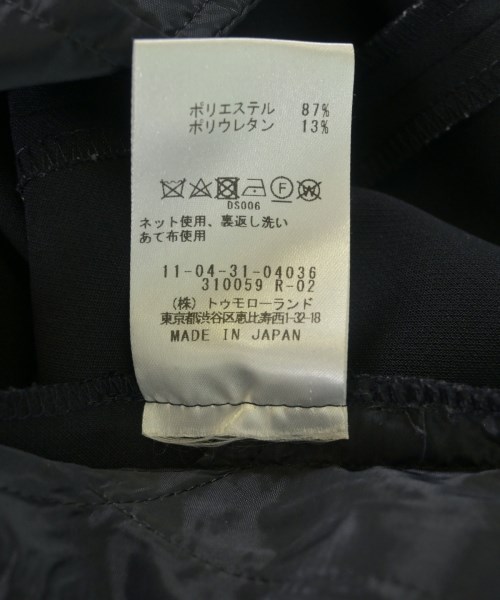 ポリエステル 87%
ポリウレタン 13%
F W
DS006
ネット使用、裏返し洗い
あて布使用
11-04-31-04036
310059 R-02
(株) トゥモローランド
東京都渋谷区恵比寿西1-32-18
MADE IN JAPAN